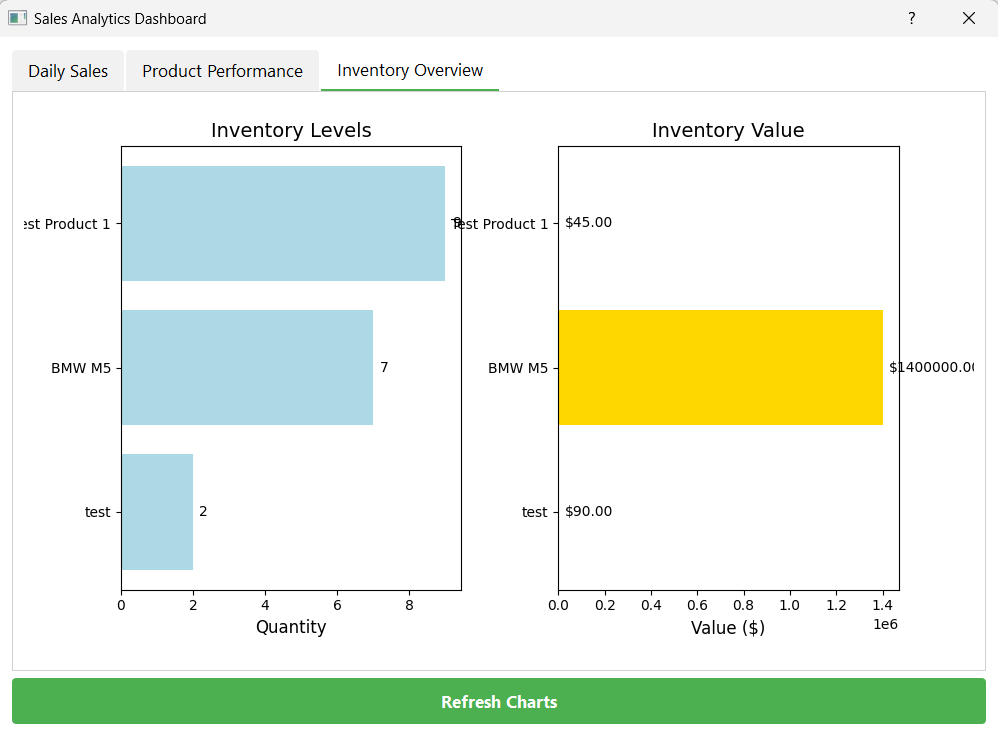 Sales Analytics Dashboard ?
Daily Sales Product Performance Inventory Overview
Inventory Levels
est Product 1
9
BMW M5
7
test
2
0 2 4 6 8
Quantity
Inventory Value
Test Product 1
$45.00
BMW M5
$1400000.00
test
$90.00
0.0 0.2 0.4 0.6 0.8 1.0 1.2 1.4
1e6
Value ($)
Refresh Charts